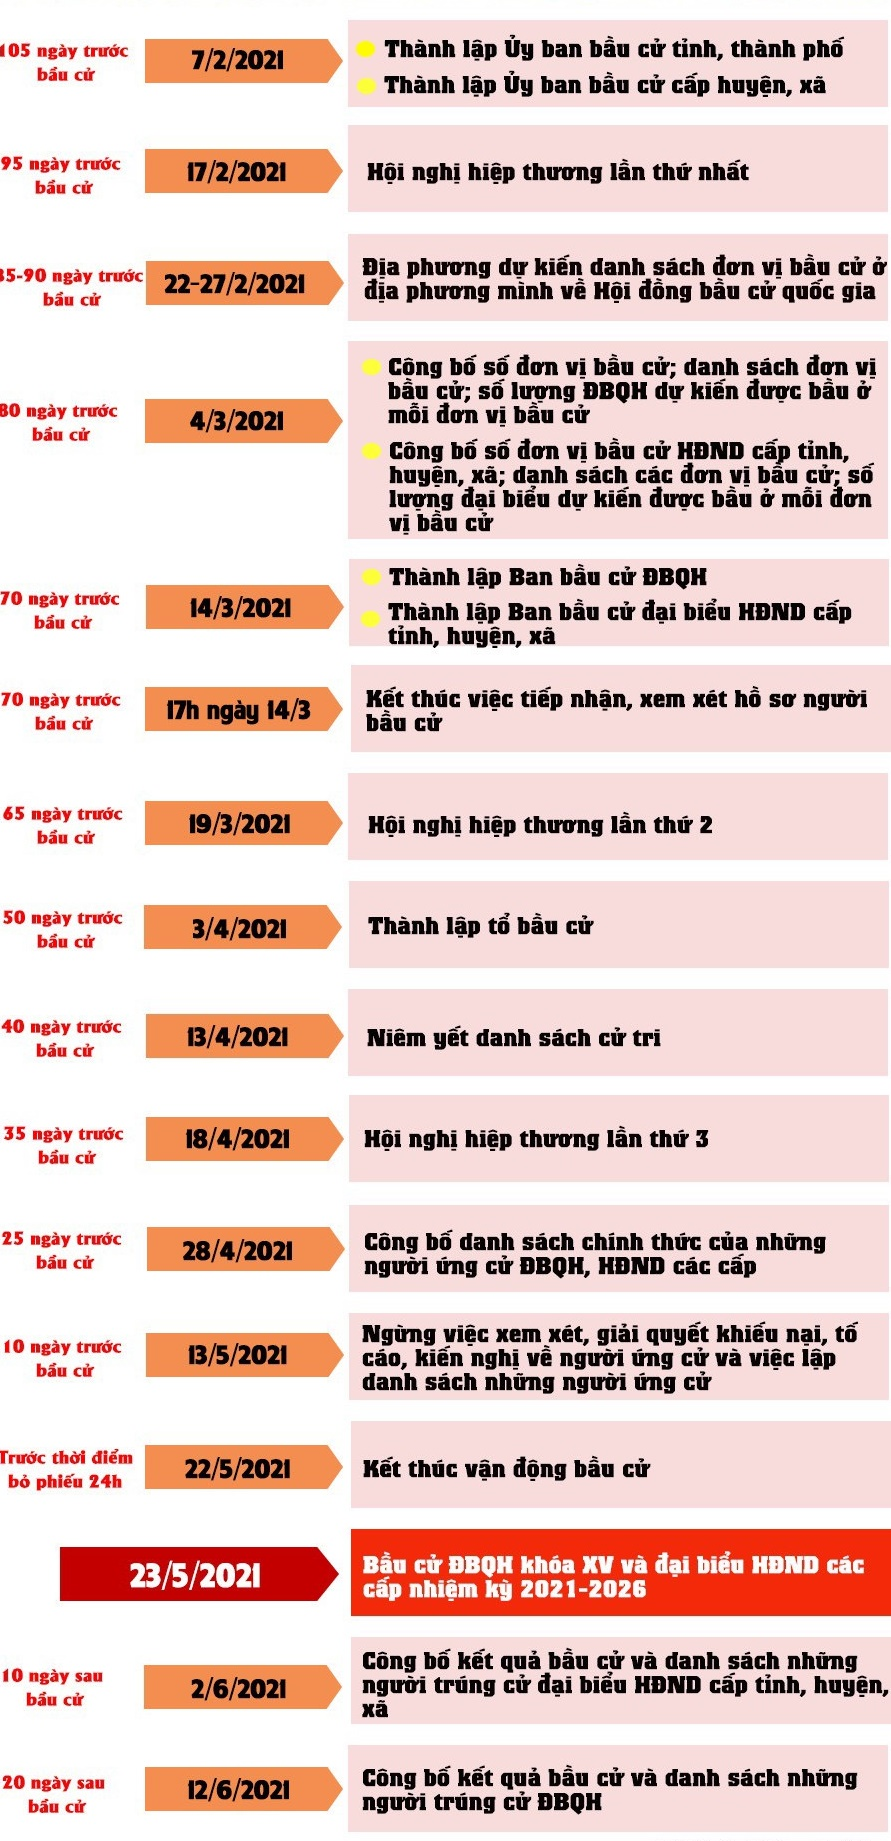 105 ngày trước
bầu cử
7/2/2021
Thành lập Ủy ban bầu cử tỉnh, thành phố
Thành lập Ủy ban bầu cử cấp huyện, xã
95 ngày trước
bầu cử
17/2/2021
Hội nghị hiệp thương lần thứ nhất
85-90 ngày trước
bầu cử
22-27/2/2021
Địa phương dự kiến danh sách đơn vị bầu cử ở
địa phương mình về Hội đồng bầu cử quốc gia
80 ngày trước
bầu cử
4/3/2021
Công bố số đơn vị bầu cử; danh sách đơn vị
bầu cử; số lượng ĐBQH dự kiến được bầu ở
mỗi đơn vị bầu cử
Công bố số đơn vị bầu cử HĐND cấp tỉnh,
huyện, xã; danh sách các đơn vị bầu cử; số
lượng đại biểu dự kiến được bầu ở mỗi đơn
vị bầu cử
70 ngày trước
bầu cử
14/3/2021
Thành lập Ban bầu cử ĐBQH
Thành lập Ban bầu cử đại biểu HĐND cấp
tỉnh, huyện, xã
70 ngày trước
bầu cử
17h ngày 14/3
Kết thúc việc tiếp nhận, xem xét hồ sơ người
bầu cử
65 ngày trước
bầu cử
19/3/2021
Hội nghị hiệp thương lần thứ 2
50 ngày trước
bầu cử
3/4/2021
Thành lập tổ bầu cử
40 ngày trước
bầu cử
13/4/2021
Niêm yết danh sách cử tri
35 ngày trước
bầu cử
18/4/2021
Hội nghị hiệp thương lần thứ 3
25 ngày trước
bầu cử
28/4/2021
Công bố danh sách chính thức của những
người ứng cử ĐBQH, HĐND các cấp
10 ngày trước
bầu cử
13/5/2021
Ngừng việc xem xét, giải quyết khiếu nại, tố
cáo, kiến nghị về người ứng cử và việc lập
danh sách những người ứng cử
Trước thời điểm
bỏ phiếu 24h
22/5/2021
Kết thúc vận động bầu cử
23/5/2021
Bầu cử ĐBQH khóa XV và đại biểu HĐND các
cấp nhiệm kỳ 2021-2026
10 ngày sau
bầu cử
2/6/2021
Công bố kết quả bầu cử và danh sách những
người trúng cử đại biểu HĐND cấp tỉnh, huyện,
xã
20 ngày sau
bầu cử
12/6/2021
Công bố kết quả bầu cử và danh sách những
người trúng cử ĐBQH